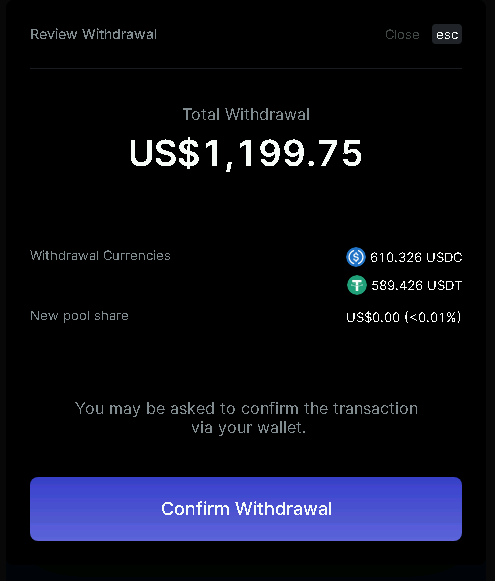 Review Withdrawal Close esc
Total Withdrawal
US$1,199.75
Withdrawal Currencies 610.326 USDC
589.426 USDT
New pool share US$0.00 (<0.01%)
You may be asked to confirm the transaction
via your wallet.
Confirm Withdrawal